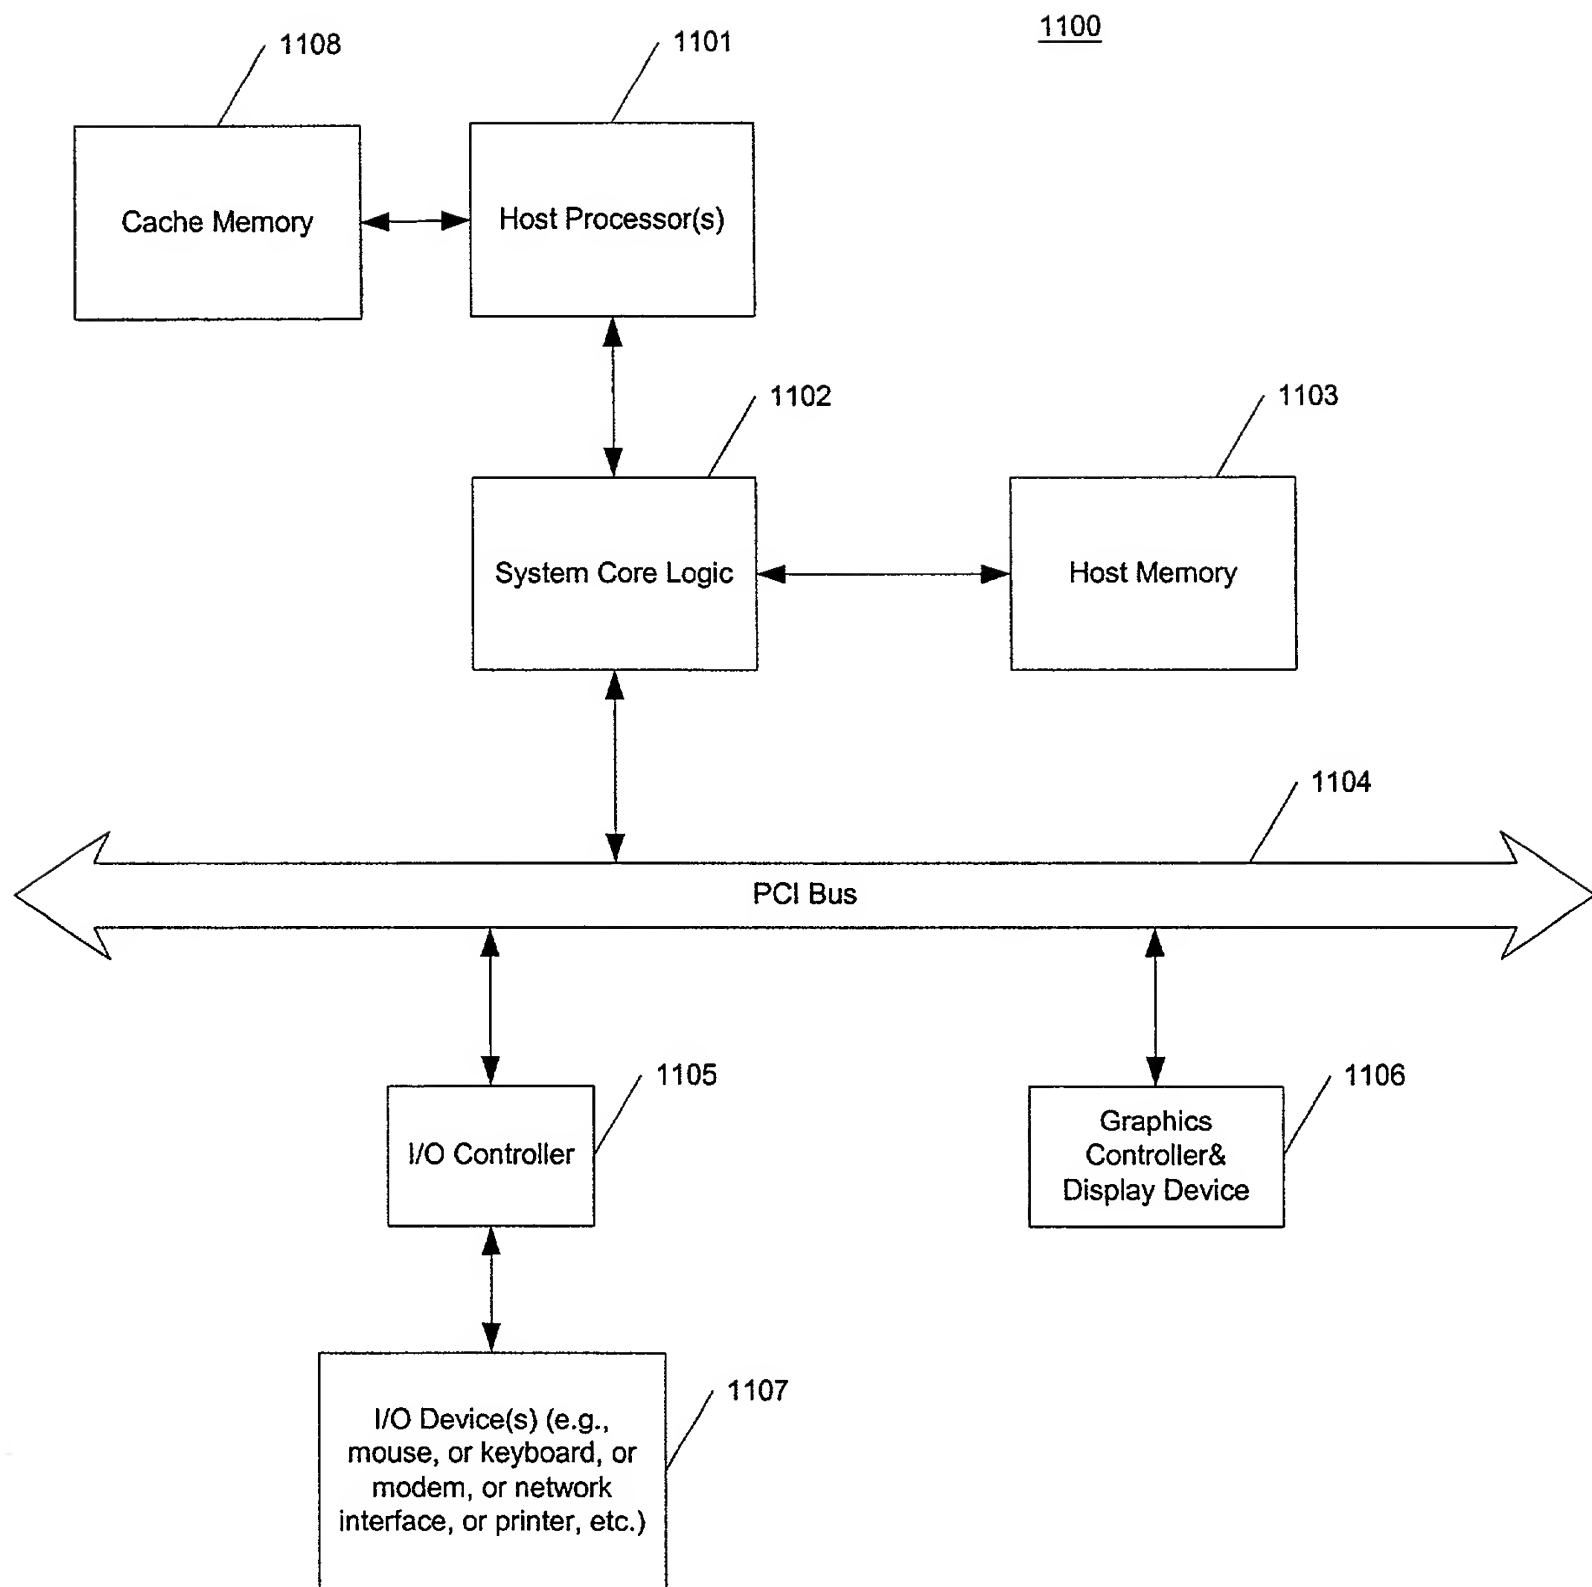 1100
1108
1101
Cache Memory
Host Processor(s)
1102
1103
System Core Logic
Host Memory
1104
PCI Bus
1105
1106
I/O Controller
Graphics
Controller&
Display Device
1107
I/O Device(s) (e.g.,
mouse, or keyboard, or
modem, or network
interface, or printer, etc.)